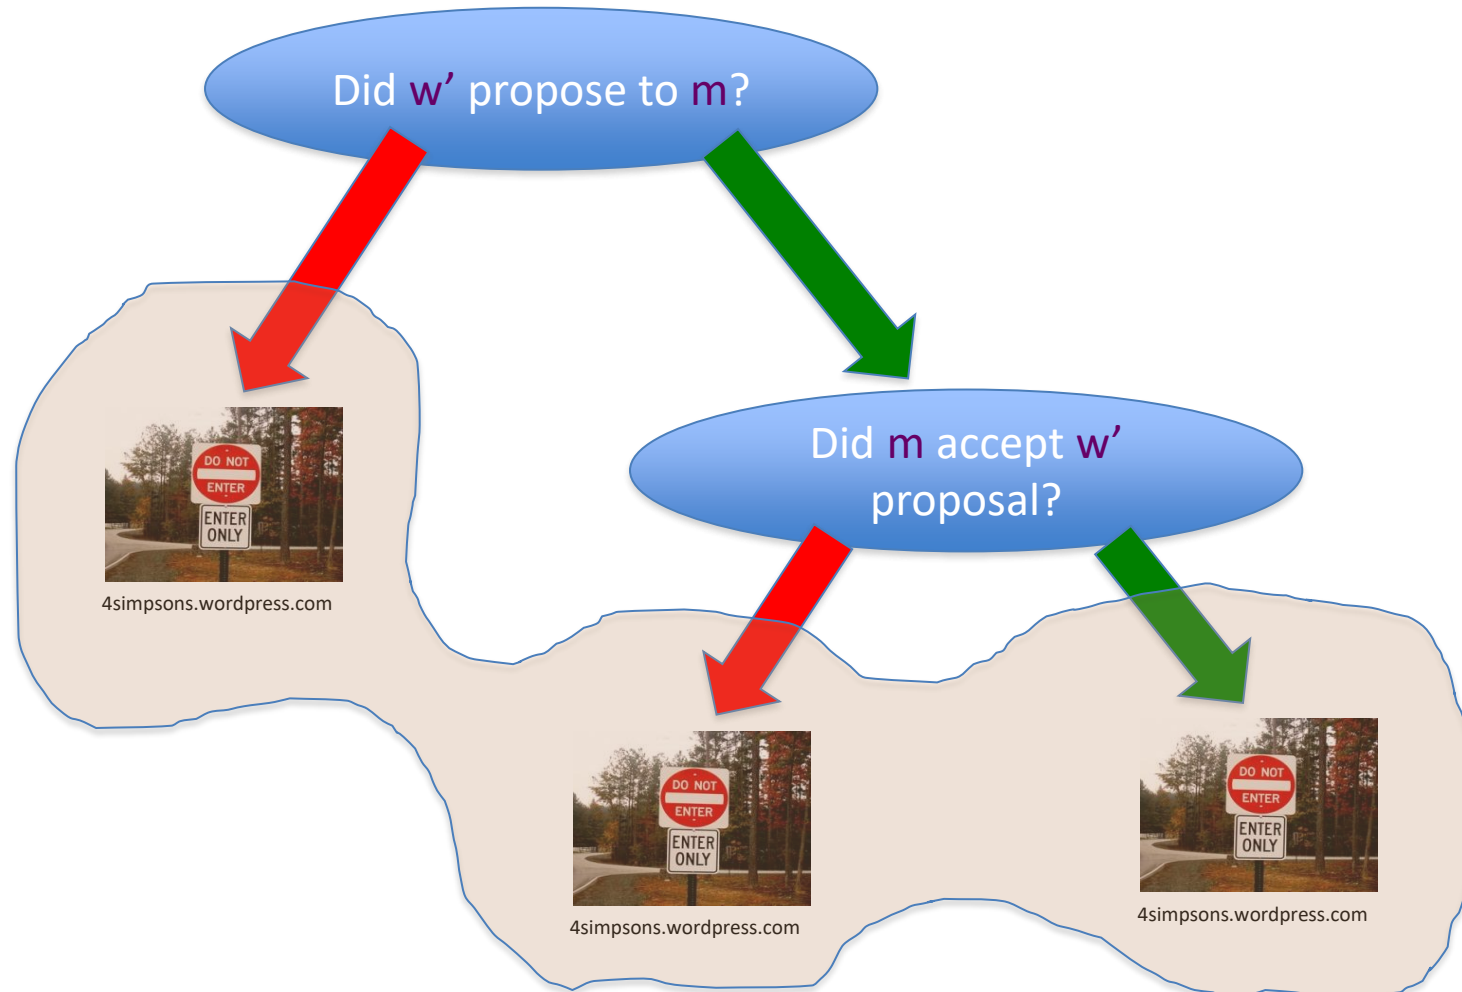 Did w’ propose to m?
DO NOT
ENTER
ENTER
ONLY
4simpsons.wordpress.com
Did m accept w’
proposal?
DO NOT
ENTER
ENTER
ONLY
4simpsons.wordpress.com
DO NOT
ENTER
ENTER
ONLY
4simpsons.wordpress.com